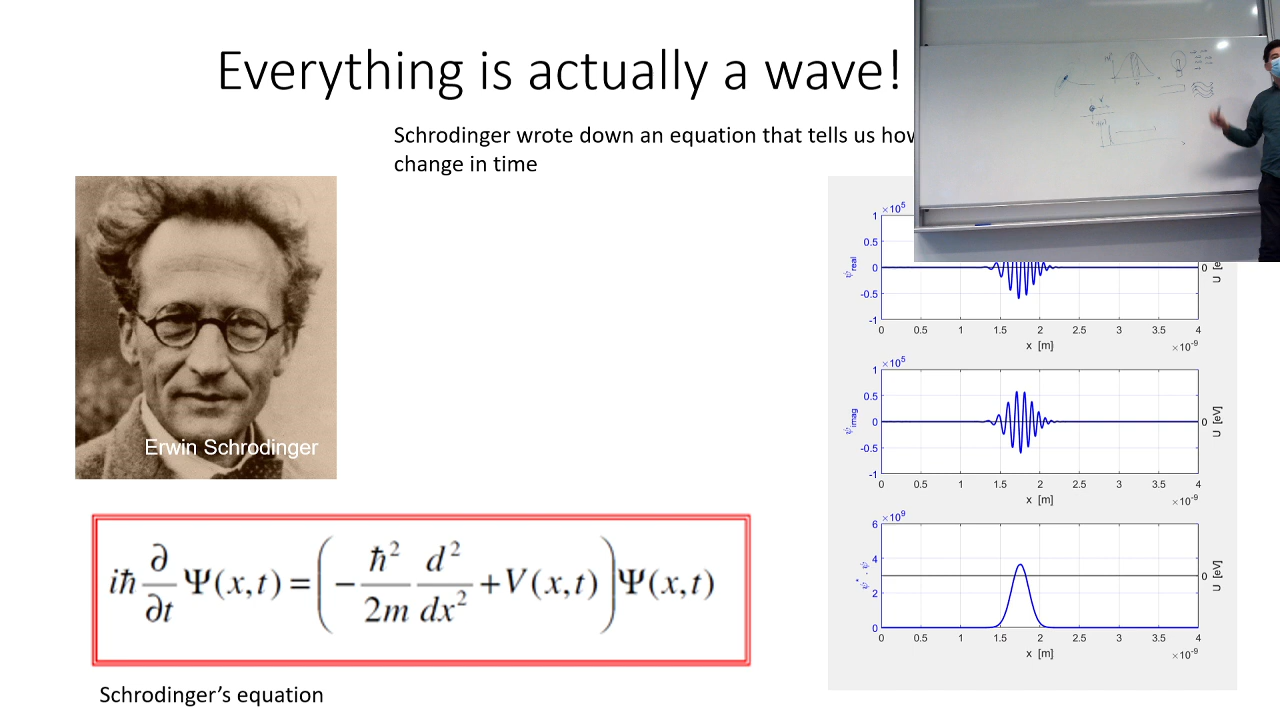 Everything is actually a wave!
Schrodinger wrote down an equation that tells us how
change in time
Erwin Schrodinger
iħ ∂/∂t Ψ(x,t) = ( − ħ²/2m d²/dx² + V(x,t) ) Ψ(x,t)
Schrodinger's equation
×10⁵
1
0.5
0
-0.5
-1
ψreal
0
0 0.5 1 1.5 2 2.5 3 3.5 4
x [m]
×10⁻⁹
×10⁵
1
0.5
0
-0.5
-1
ψimag
0
U [eV]
0 0.5 1 1.5 2 2.5 3 3.5 4
x [m]
×10⁻⁹
×10⁹
6
4
2
0
ψ* . ψ
0
U [eV]
0 0.5 1 1.5 2 2.5 3 3.5 4
x [m]
×10⁻⁹